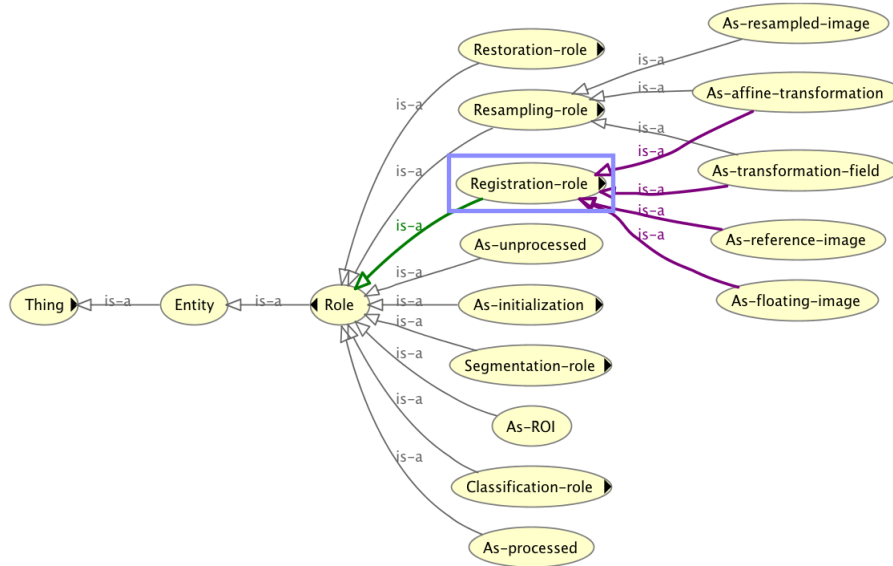 As-resampled-image
Restoration-role
is-a
is-a
As-affine-transformation
is-a
is-a
Resampling-role
is-a
is-a
As-transformation-field
is-a
Registration-role
is-a
is-a
is-a
is-a
As-reference-image
As-unprocessed
is-a
As-floating-image
Thing
is-a
Entity
is-a
Role
is-a
As-initialization
is-a
is-a
Segmentation-role
As-ROI
is-a
is-a
Classification-role
As-processed